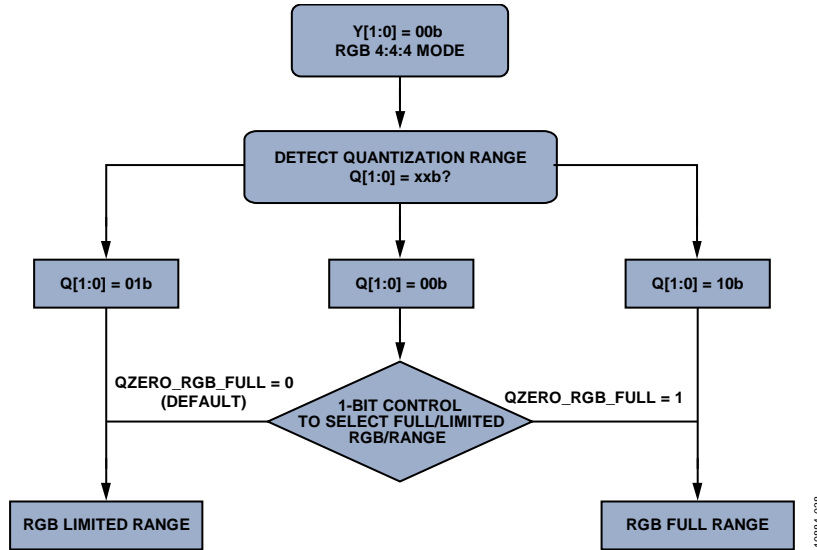 Y[1:0] = 00b
RGB 4:4:4 MODE
DETECT QUANTIZATION RANGE
Q[1:0] = xxb?
Q[1:0] = 01b
Q[1:0] = 00b
Q[1:0] = 10b
QZERO_RGB_FULL = 0
(DEFAULT)
1-BIT CONTROL
TO SELECT FULL/LIMITED
RGB/RANGE
QZERO_RGB_FULL = 1
RGB LIMITED RANGE
RGB FULL RANGE